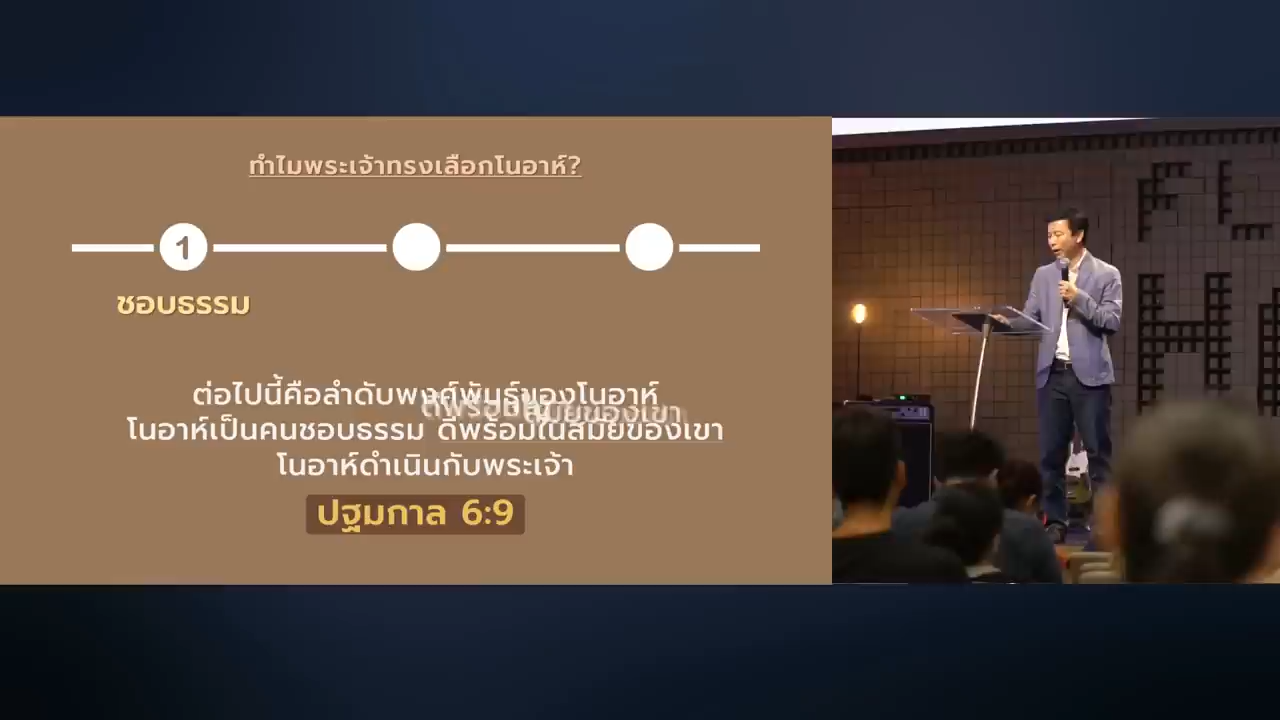 ทำไมพระเจ้าทรงเลือกโนอาห์?
1
ชอบธรรม
ต่อไปนี้คือลำดับพงศ์พันธุ์ของโนอาห์
โนอาห์เป็นคนชอบธรรม ดีพร้อมในสมัยของเขา
โนอาห์ดำเนินกับพระเจ้า
ปฐมกาล 6:9